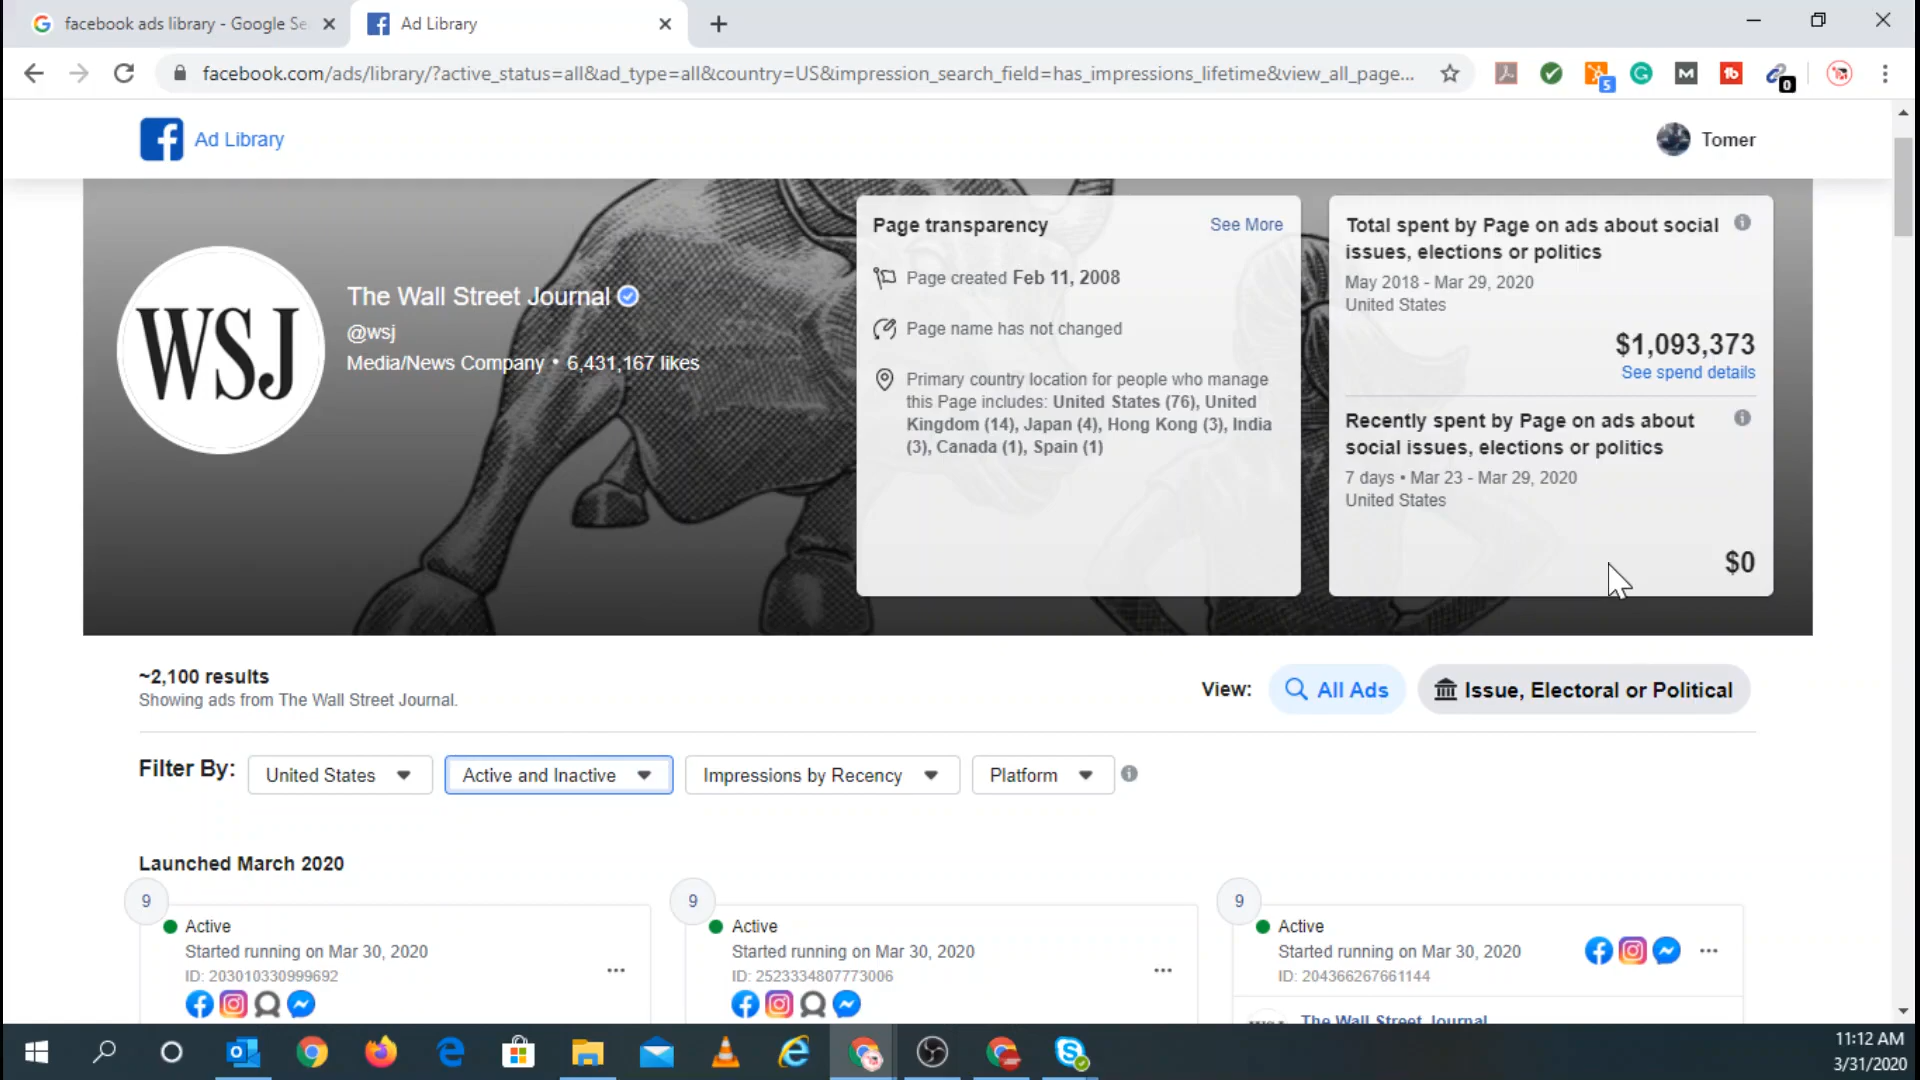 facebook ads library - Google Se
Ad Library
facebook.com/ads/library/?active_status=all&ad_type=all&country=US&impression_search_field=has_impressions_lifetime&view_all_page...
5
M
tb
0
Ad Library
Tomer
WSJ
The Wall Street Journal
@wsj
Media/News Company • 6,431,167 likes
Page transparency
See More
Page created Feb 11, 2008
Page name has not changed
Primary country location for people who manage
this Page includes: United States (76), United
Kingdom (14), Japan (4), Hong Kong (3), India
(3), Canada (1), Spain (1)
Total spent by Page on ads about social
issues, elections or politics
May 2018 - Mar 29, 2020
United States
$1,093,373
See spend details
Recently spent by Page on ads about
social issues, elections or politics
7 days • Mar 23 - Mar 29, 2020
United States
$0
~2,100 results
Showing ads from The Wall Street Journal.
View:
All Ads
Issue, Electoral or Political
Filter By:
United States
Active and Inactive
Impressions by Recency
Platform
Launched March 2020
9
Active
Started running on Mar 30, 2020
ID: 203010330999692
9
Active
Started running on Mar 30, 2020
ID: 2523334807773006
9
Active
Started running on Mar 30, 2020
ID: 204366267661144
The Wall Street Journal
11:12 AM
3/31/2020